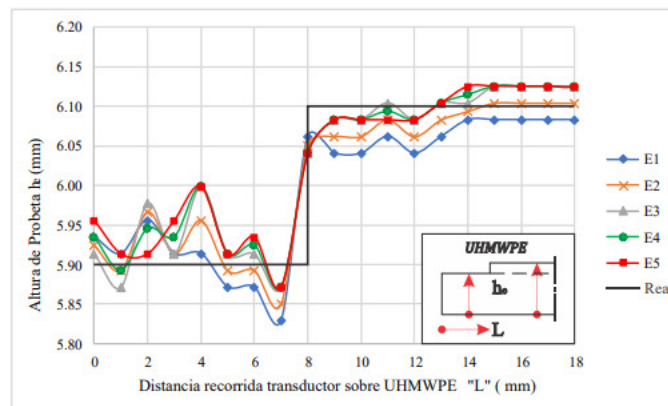 Altura de Probeta hₑ (mm)
6.20
6.15
6.10
6.05
6.00
5.95
5.90
5.85
5.80
0 2 4 6 8 10 12 14 16 18
Distancia recorrida transductor sobre UHMWPE "L" ( mm)
UHMWPE
hₑ
L
E1
E2
E3
E4
E5
Rea